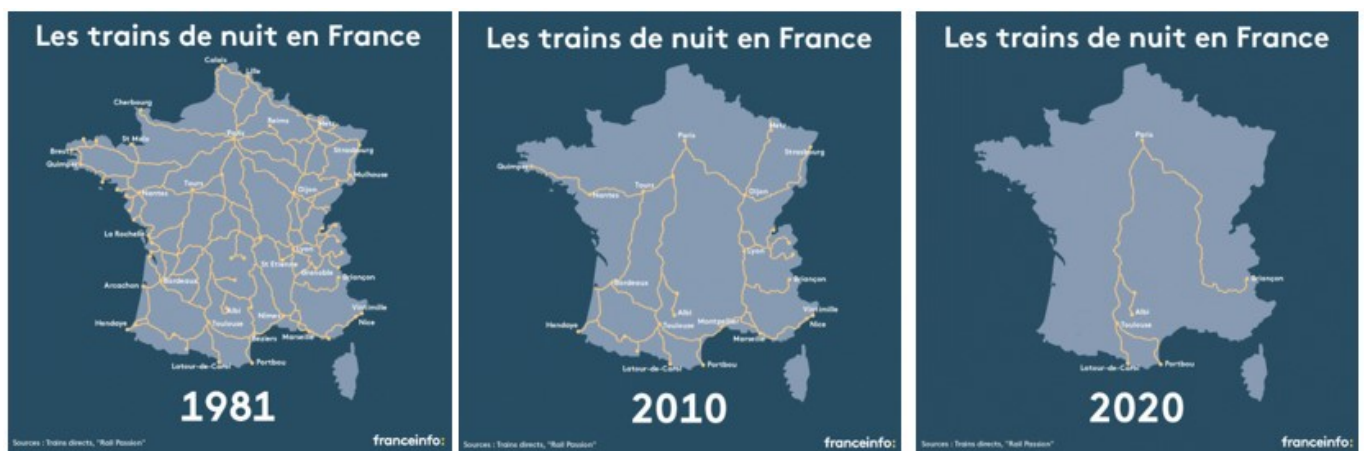 Les trains de nuit en France
Calais
Lille
Cherbourg
Reims
Metz
Paris
St Malo
Strasbourg
Brest
Quimper
Mulhouse
Nantes
Tours
Dijon
La Rochelle
Lyon
St Etienne
Grenoble
Bordeaux
Briançon
Arcachon
Albi
Nîmes
Vintimille
Nice
Hendaye
Toulouse
Beziers
Marseille
Latour-de-Carol
Portbou
1981
Sources : Trains directs, "Rail Passion"
franceinfo:
Les trains de nuit en France
Metz
Paris
Strasbourg
Quimper
Tours
Dijon
Nantes
Lyon
Bordeaux
Briançon
Albi
Vintimille
Hendaye
Toulouse
Montpellier
Nice
Marseille
Latour-de-Carol
Portbou
2010
Sources : Trains directs, "Rail Passion"
franceinfo:
Les trains de nuit en France
Paris
Briançon
Albi
Toulouse
Latour-de-Carol
Portbou
2020
Sources : Trains directs, "Rail Passion"
franceinfo: